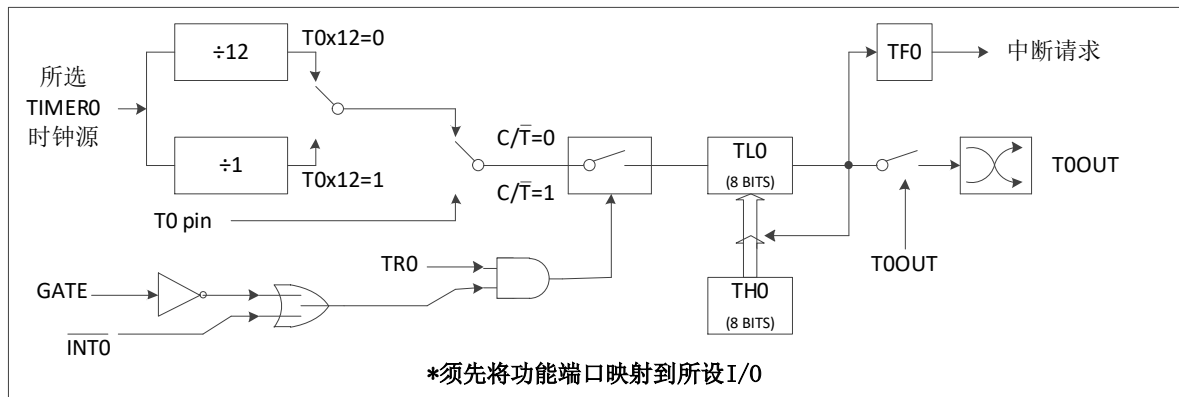 ÷12
T0x12=0
所选
TIMER0
时钟源
÷1
T0x12=1
T0 pin
C/T̅=0
C/T̅=1
TL0
(8 BITS)
TF0
中断请求
T0OUT
T0OUT
TR0
GATE
I̅N̅T̅0̅
TH0
(8 BITS)
*须先将功能端口映射到所设I/O